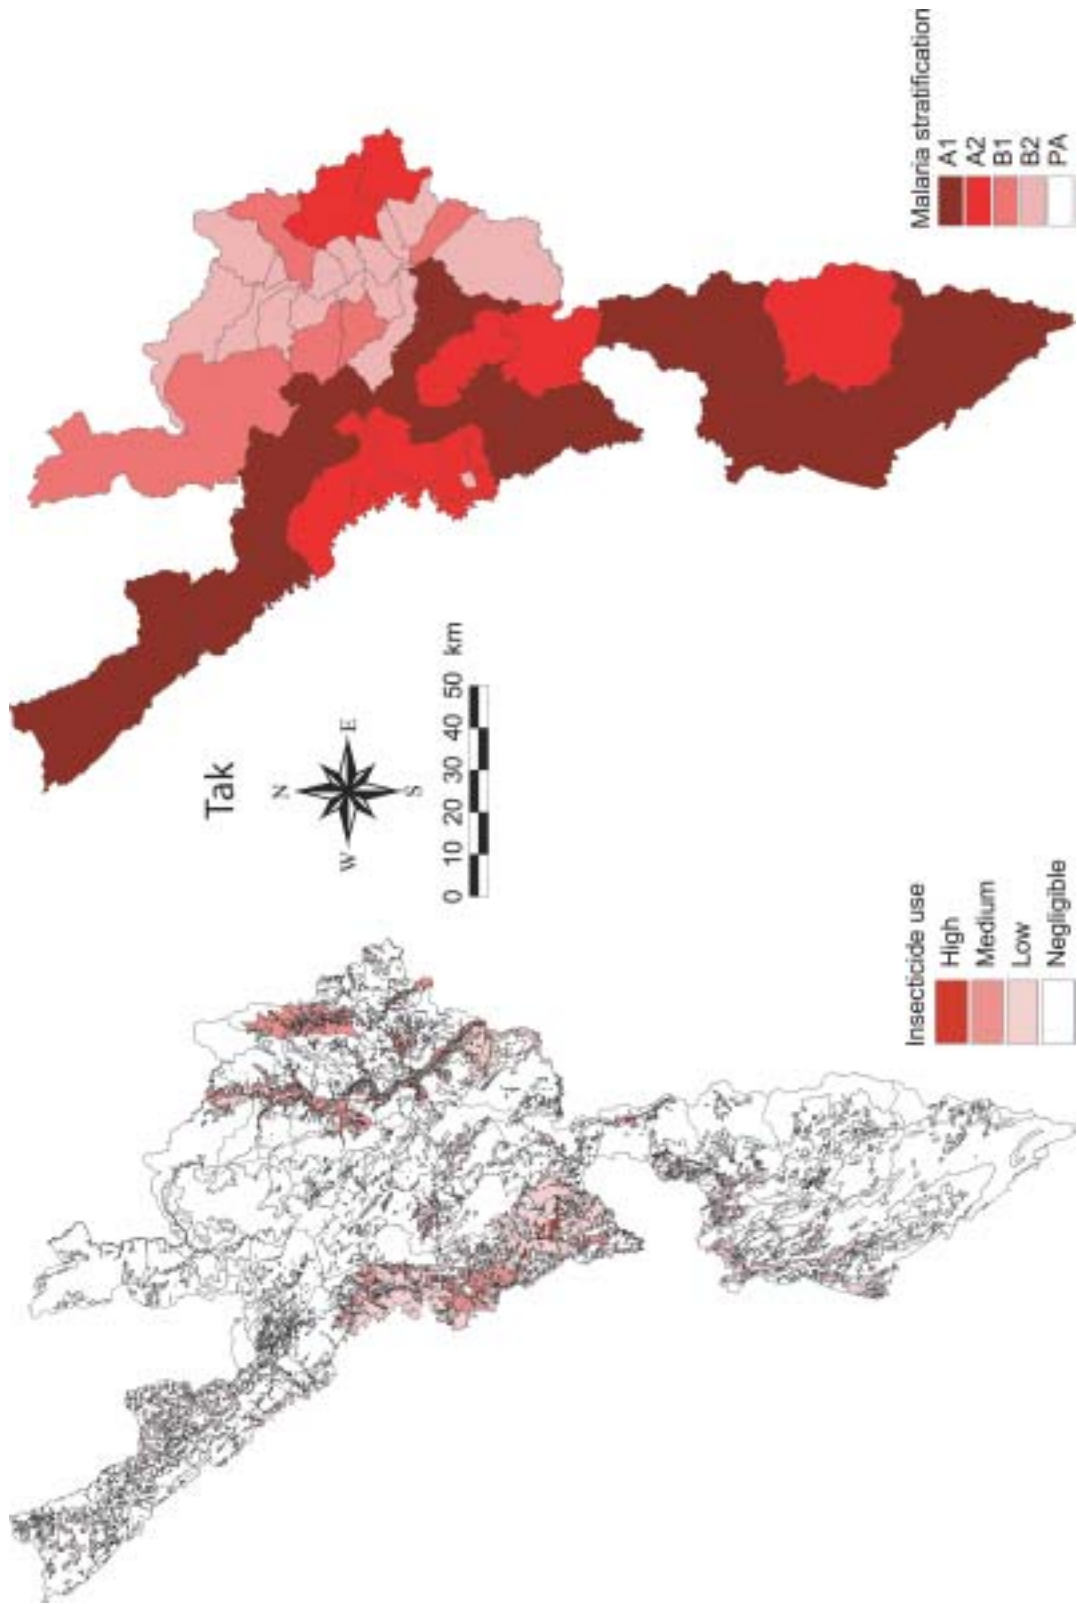 Tak
N
W
E
S
0 10 20 30 40 50 km
Insecticide use
High
Medium
Low
Negligible
Malaria stratification
A1
A2
B1
B2
PA